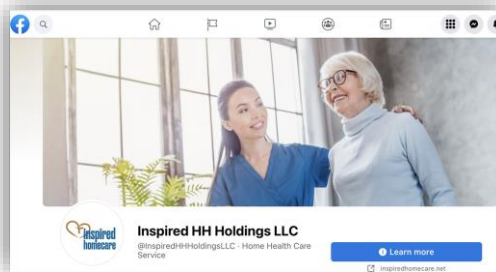 Inspired
homecare
Inspired HH Holdings LLC
@InspiredHHHoldingsLLC · Home Health Care
Service
Learn more
inspiredhomecare.net